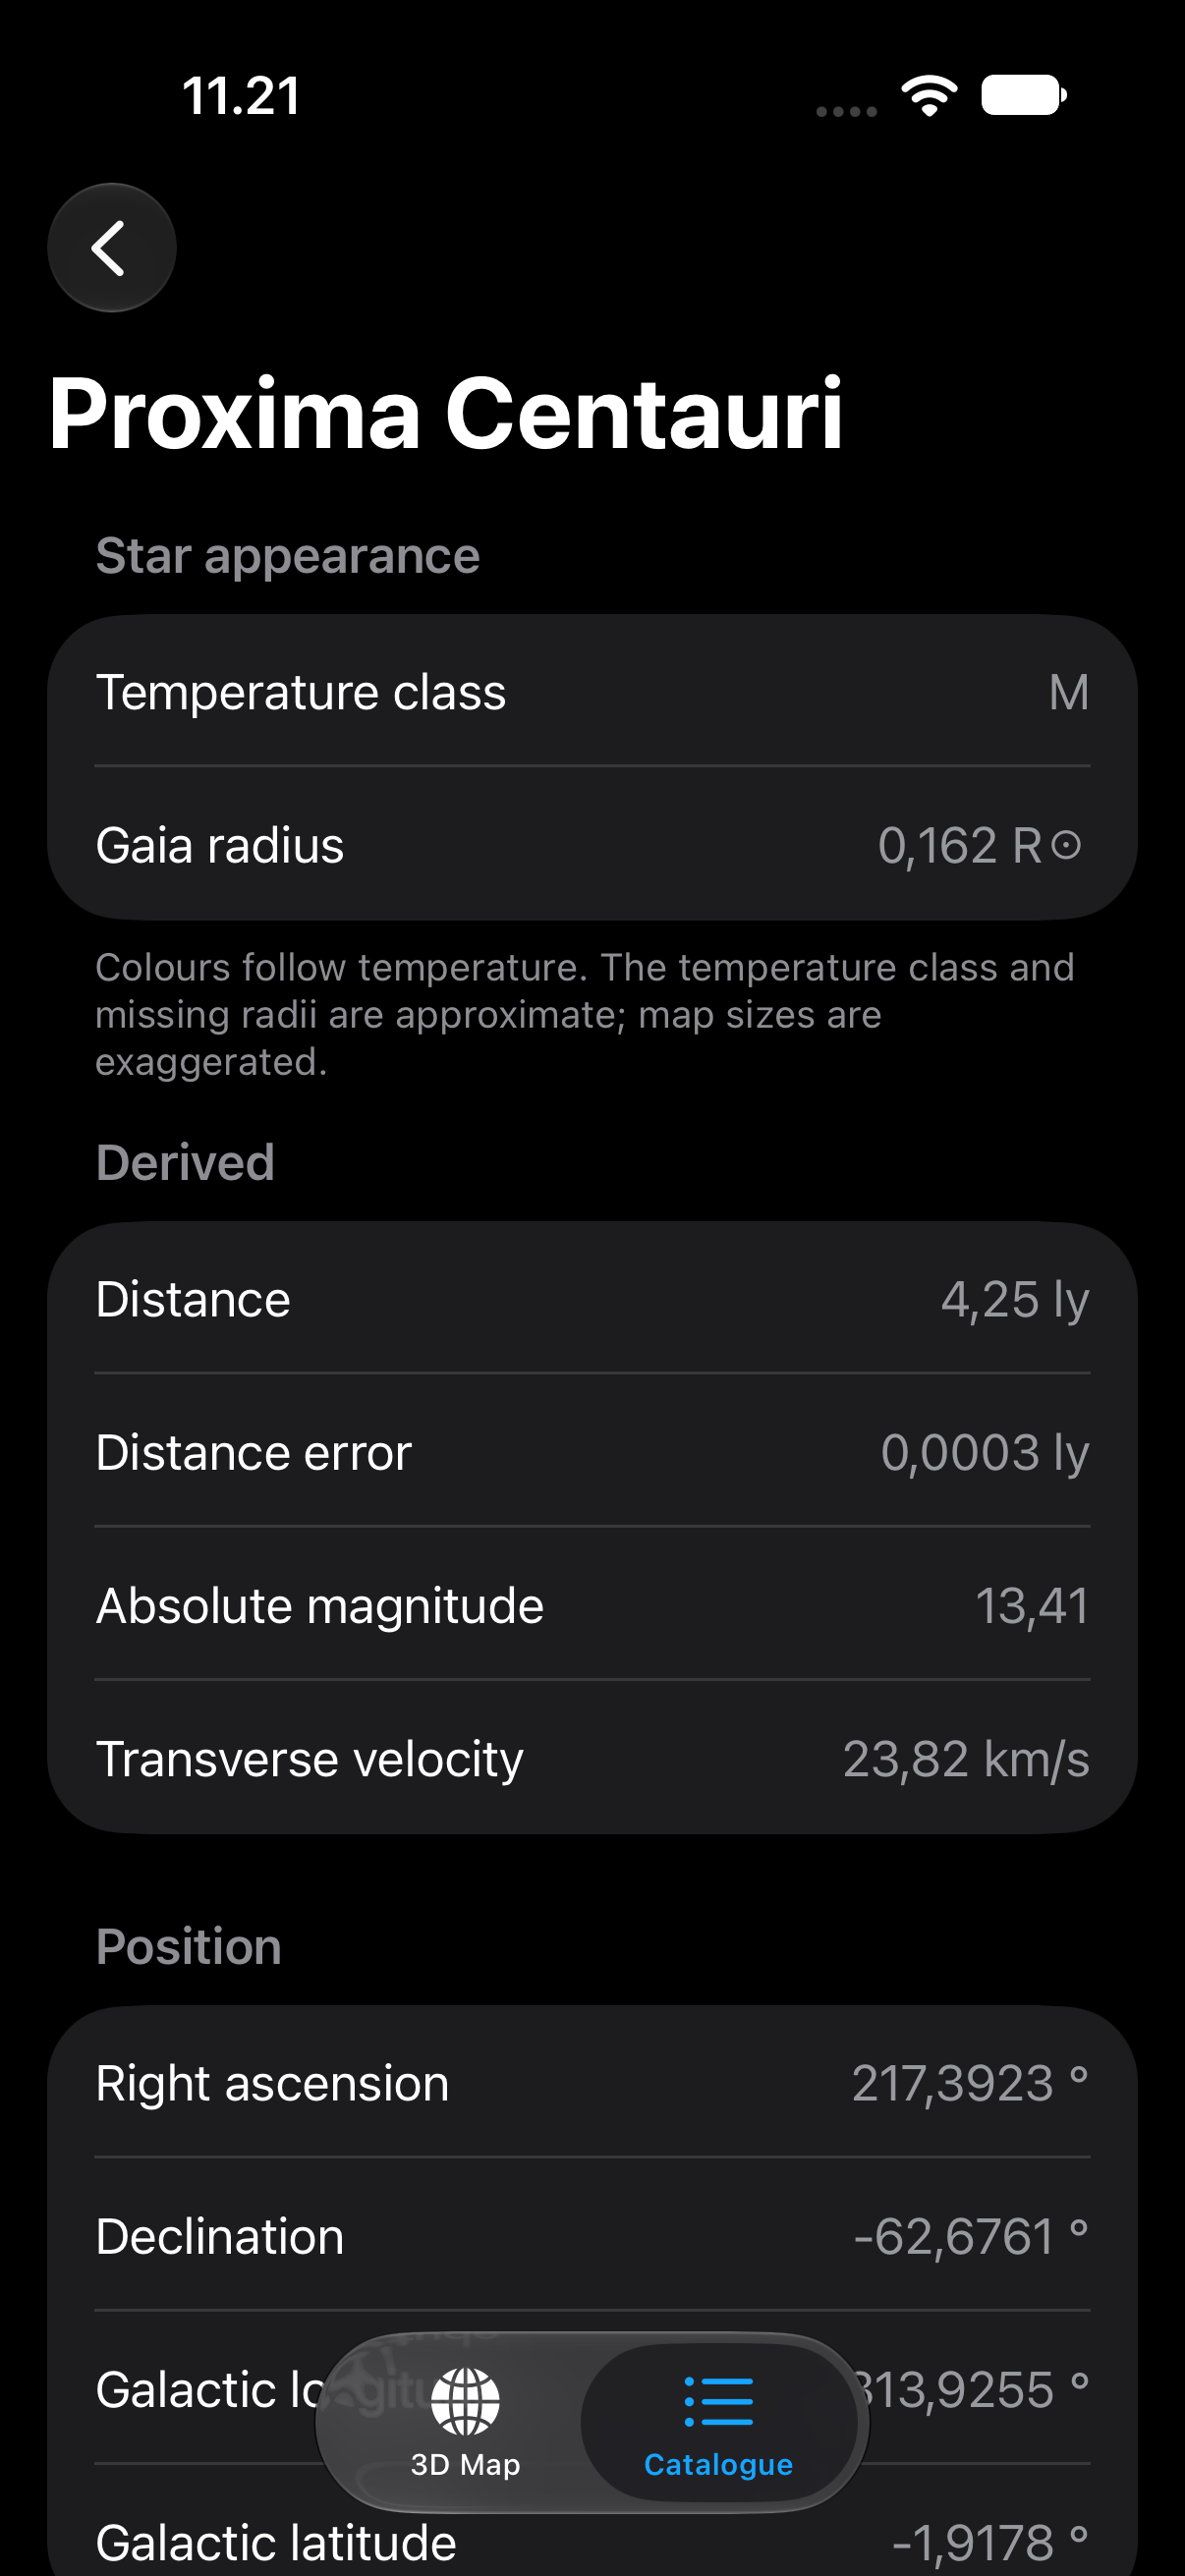 11.21
Proxima Centauri
Star appearance
Temperature class M
Gaia radius 0,162 R☉
Colours follow temperature. The temperature class and
missing radii are approximate; map sizes are
exaggerated.
Derived
Distance 4,25 ly
Distance error 0,0003 ly
Absolute magnitude 13,41
Transverse velocity 23,82 km/s
Position
Right ascension 217,3923 °
Declination -62,6761 °
Galactic longitude 313,9255 °
3D Map Catalogue
Galactic latitude -1,9178 °